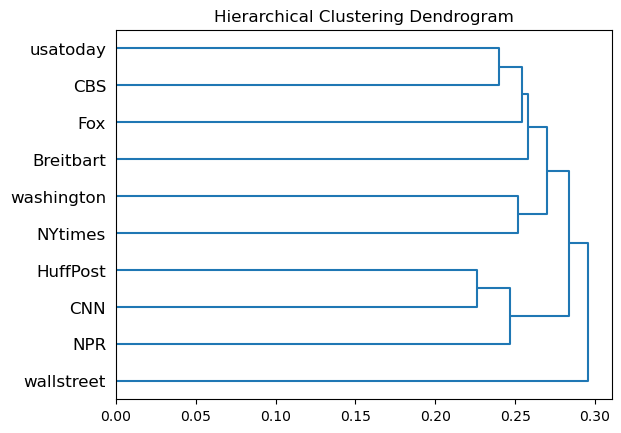 Hierarchical Clustering Dendrogram
usatoday
CBS
Fox
Breitbart
washington
NYtimes
HuffPost
CNN
NPR
wallstreet
0.00 0.05 0.10 0.15 0.20 0.25 0.30